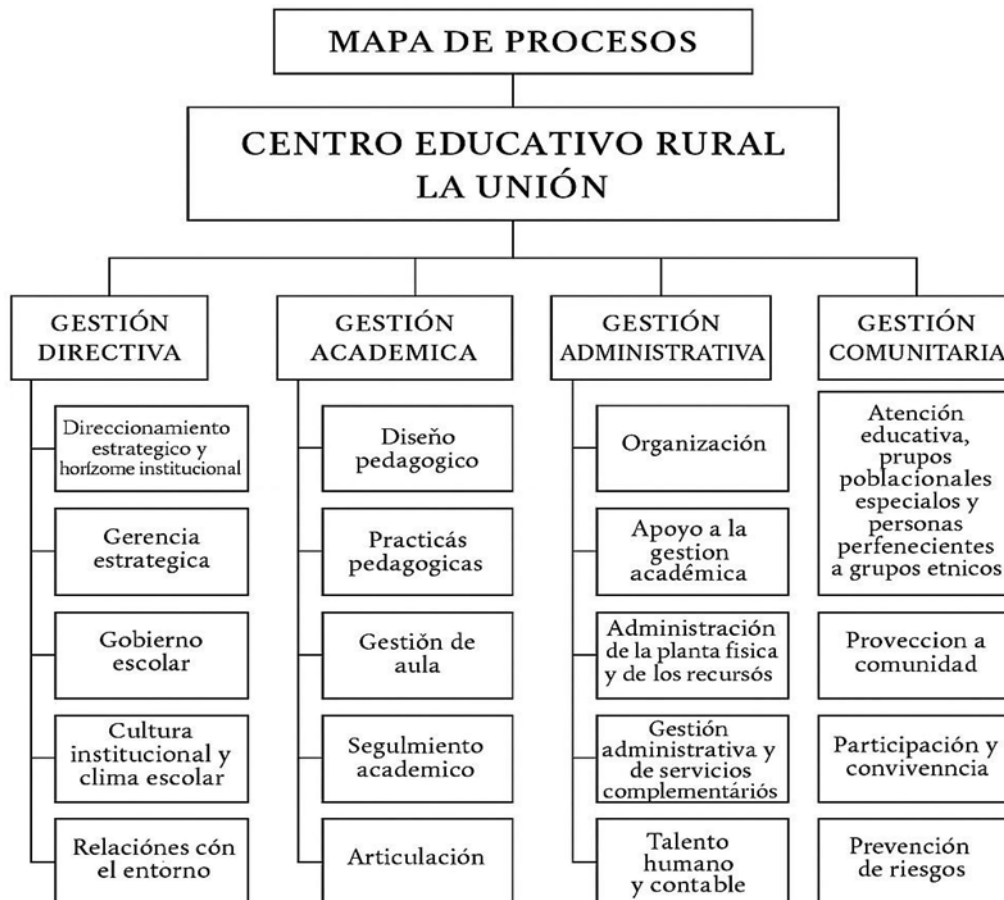 MAPA DE PROCESOS
CENTRO EDUCATIVO RURAL
LA UNIÓN
GESTIÓN
DIRECTIVA
Direccionamiento
estrategico y
horízome institucional
Gerencia
estrategica
Gobierno
escolar
Cultura
institucional y
clima escolar
Relaciónes cón
el entorno
GESTIÓN
ACADEMICA
Diseño
pedagogico
Practicás
pedagogicas
Gestión de
aula
Segulmiento
academico
Articulación
GESTIÓN
ADMINISTRATIVA
Organización
Apoyo a la
gestion
académica
Administración
de la planta fisica
y de los recursós
Gestión
administrativa y
de servicios
complementáriós
Talento
humano
y contable
GESTIÓN
COMUNITARIA
Atención
educativa,
prupos
poblacionales
especialos y
personas
perfenecientes
a grupos etnicos
Proveccion a
comunidad
Participación y
convivenncia
Prevención
de riesgos